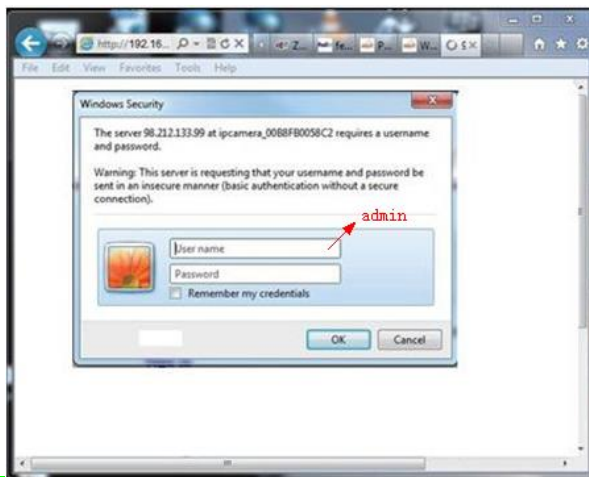 http://192.16...
Z...
fe...
P...
W...
File Edit View Favorites Tools Help
Windows Security
The server 98.212.133.99 at ipcamera_00B8FB0058C2 requires a username
and password.
Warning: This server is requesting that your username and password be
sent in an insecure manner (basic authentication without a secure
connection).
admin
User name
Password
Remember my credentials
OK
Cancel